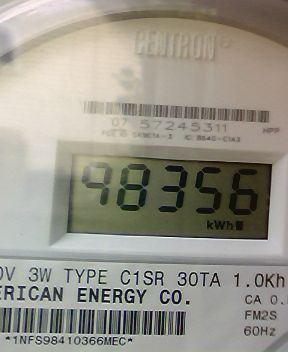 CENTRON®
07 57245311
HPP
98356
kWh
0V 3W TYPE C1SR 30TA 1.0Kh
ERICAN ENERGY CO.
CA 0.
FM2S
60Hz
*1NFS98410366MEC*